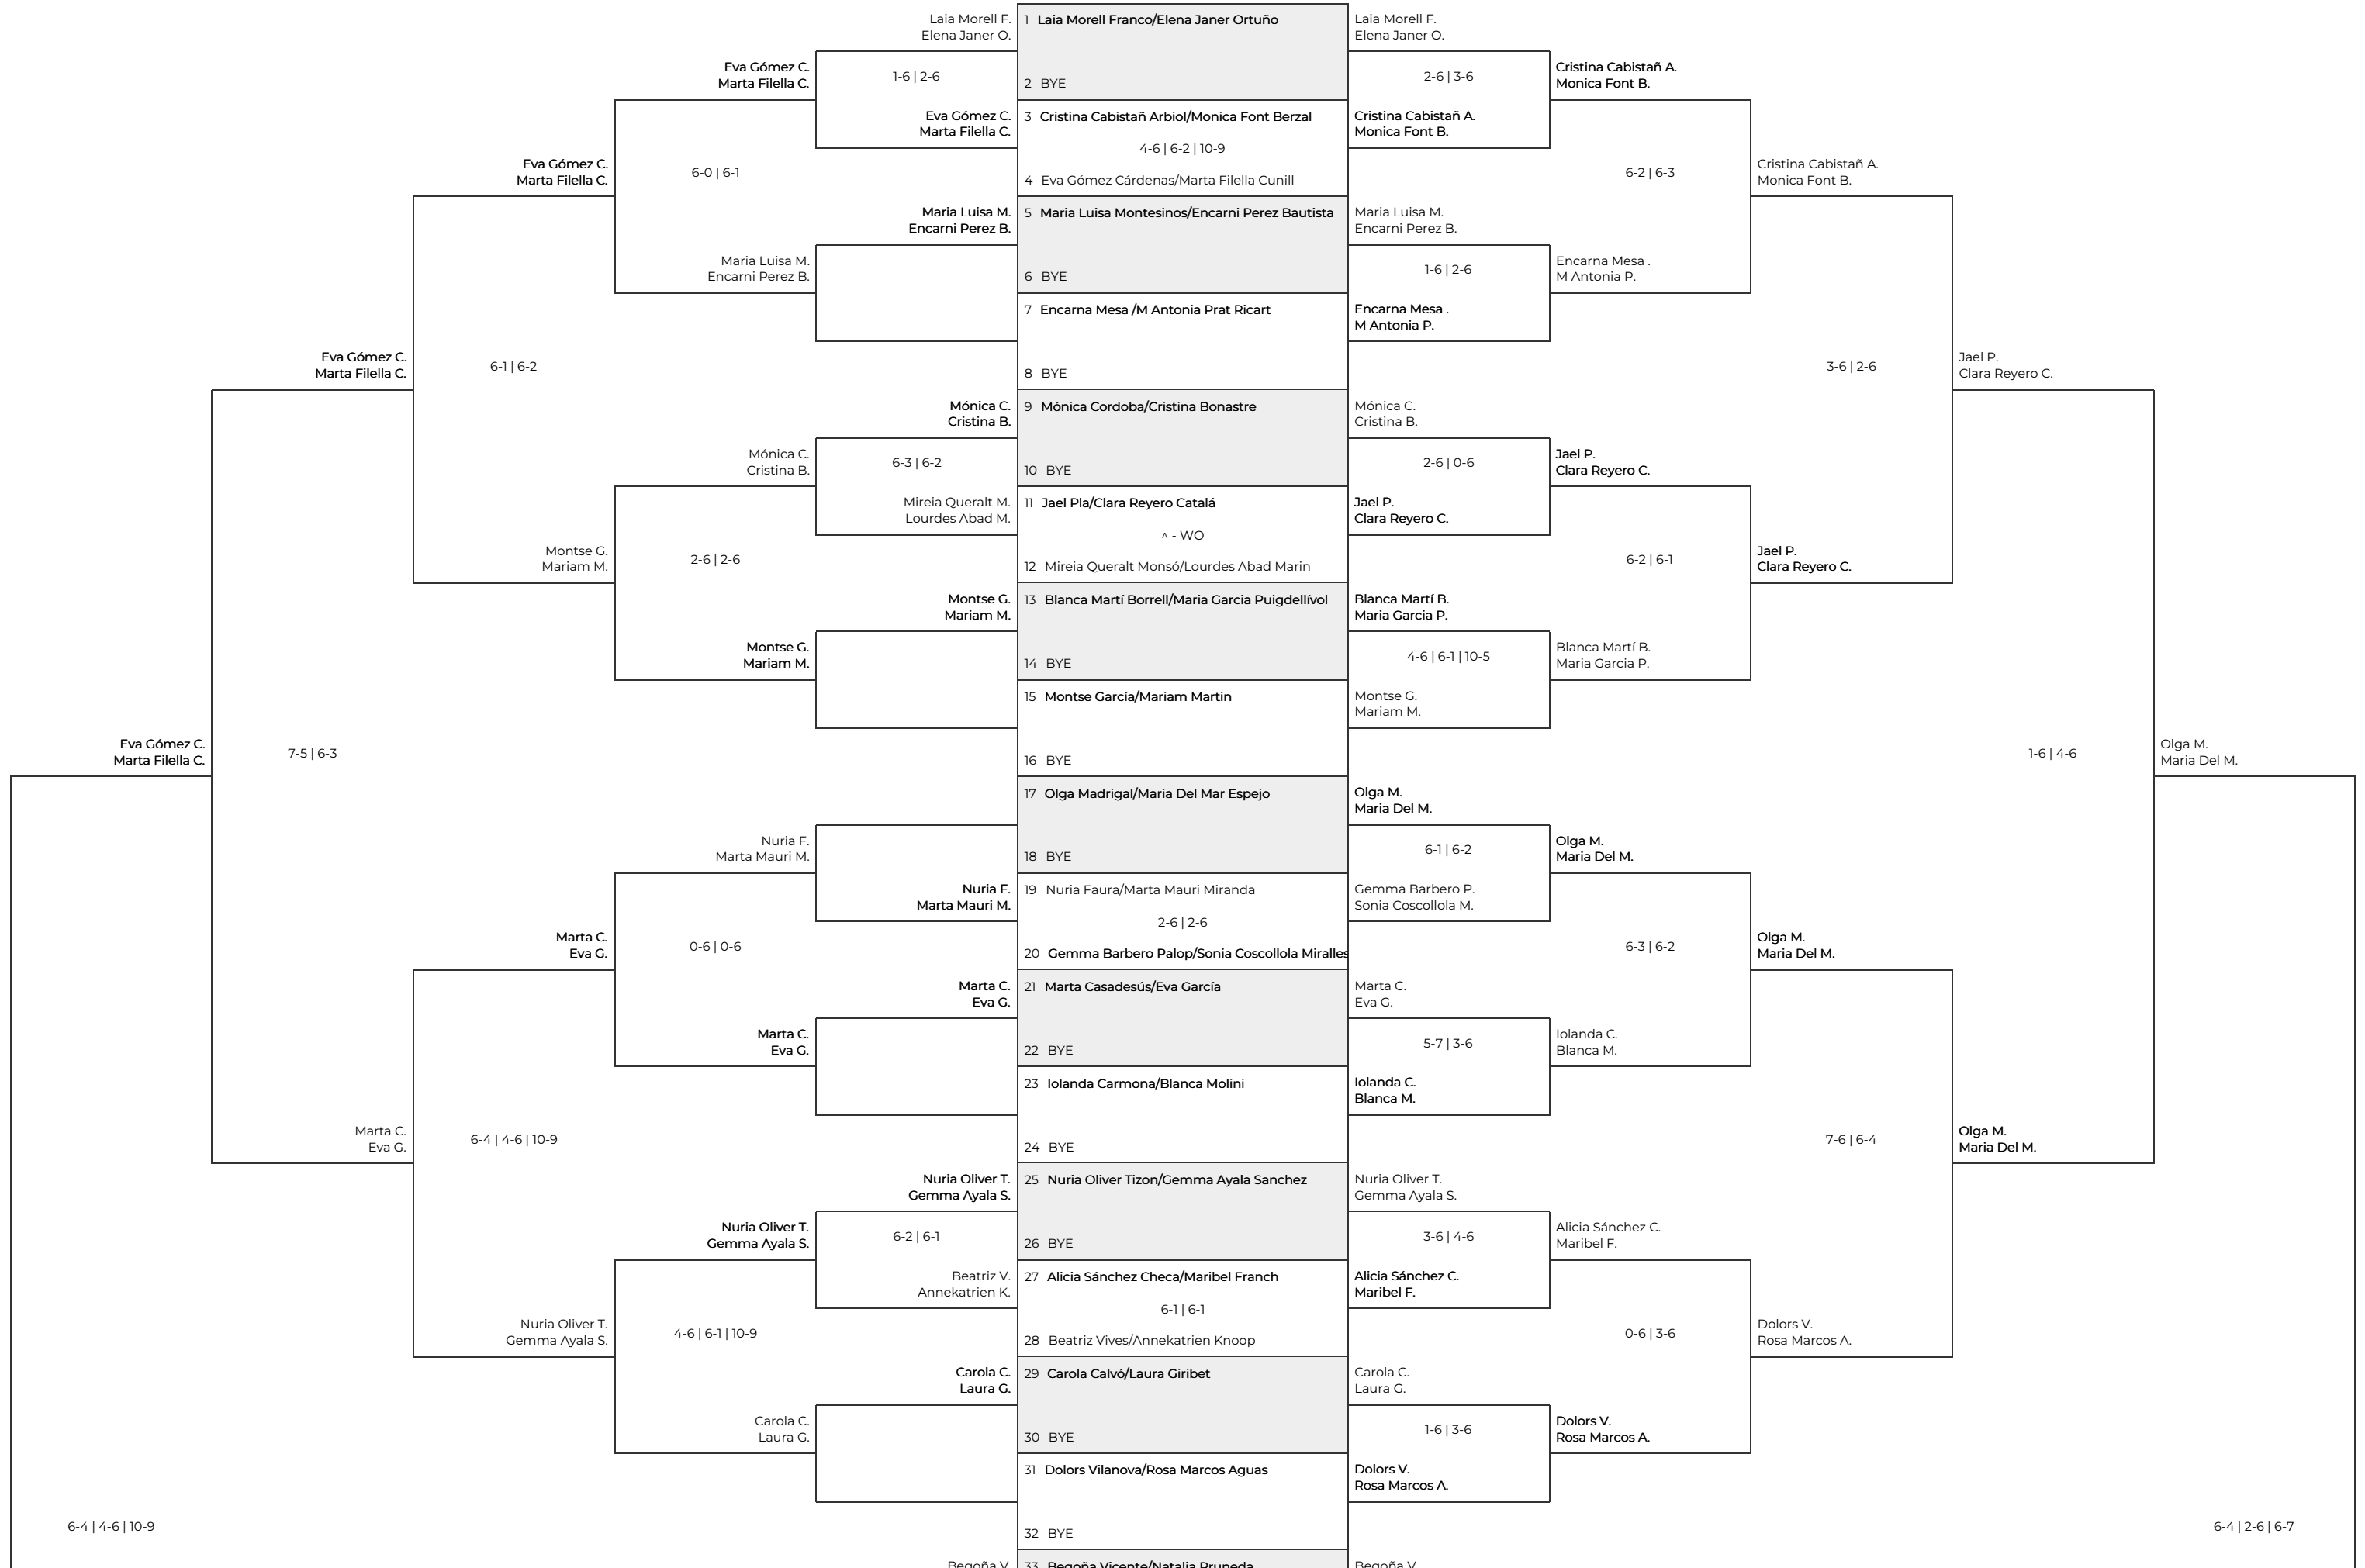 Laia Morell F.
Elena Janer O.
1 Laia Morell Franco/Elena Janer Ortuño
Laia Morell F.
Elena Janer O.
Eva Gómez C.
Marta Filella C.
1-6 | 2-6
2 BYE
2-6 | 3-6
Cristina Cabistañ A.
Monica Font B.
Eva Gómez C.
Marta Filella C.
3 Cristina Cabistañ Arbiol/Monica Font Berzal
Cristina Cabistañ A.
Monica Font B.
4-6 | 6-2 | 10-9
Eva Gómez C.
Marta Filella C.
6-0 | 6-1
4 Eva Gómez Cárdenas/Marta Filella Cunill
6-2 | 6-3
Cristina Cabistañ A.
Monica Font B.
Maria Luisa M.
Encarni Perez B.
5 Maria Luisa Montesinos/Encarni Perez Bautista
Maria Luisa M.
Encarni Perez B.
Maria Luisa M.
Encarni Perez B.
6 BYE
1-6 | 2-6
Encarna Mesa .
M Antonia P.
7 Encarna Mesa /M Antonia Prat Ricart
Encarna Mesa .
M Antonia P.
Eva Gómez C.
Marta Filella C.
6-1 | 6-2
8 BYE
3-6 | 2-6
Jael P.
Clara Reyero C.
Mónica C.
Cristina B.
9 Mónica Cordoba/Cristina Bonastre
Mónica C.
Cristina B.
Mónica C.
Cristina B.
6-3 | 6-2
10 BYE
2-6 | 0-6
Jael P.
Clara Reyero C.
Mireia Queralt M.
Lourdes Abad M.
11 Jael Pla/Clara Reyero Catalá
Jael P.
Clara Reyero C.
^ - WO
Montse G.
Mariam M.
2-6 | 2-6
12 Mireia Queralt Monsó/Lourdes Abad Marin
6-2 | 6-1
Jael P.
Clara Reyero C.
Montse G.
Mariam M.
13 Blanca Martí Borrell/Maria Garcia Puigdellívol
Blanca Martí B.
Maria Garcia P.
Montse G.
Mariam M.
14 BYE
4-6 | 6-1 | 10-5
Blanca Martí B.
Maria Garcia P.
15 Montse García/Mariam Martin
Montse G.
Mariam M.
Eva Gómez C.
Marta Filella C.
7-5 | 6-3
16 BYE
1-6 | 4-6
Olga M.
Maria Del M.
17 Olga Madrigal/Maria Del Mar Espejo
Olga M.
Maria Del M.
Nuria F.
Marta Mauri M.
18 BYE
6-1 | 6-2
Olga M.
Maria Del M.
Nuria F.
Marta Mauri M.
19 Nuria Faura/Marta Mauri Miranda
Gemma Barbero P.
Sonia Coscollola M.
2-6 | 2-6
Marta C.
Eva G.
0-6 | 0-6
20 Gemma Barbero Palop/Sonia Coscollola Miralles
6-3 | 6-2
Olga M.
Maria Del M.
Marta C.
Eva G.
21 Marta Casadesús/Eva García
Marta C.
Eva G.
Marta C.
Eva G.
22 BYE
5-7 | 3-6
Iolanda C.
Blanca M.
23 Iolanda Carmona/Blanca Molini
Iolanda C.
Blanca M.
Marta C.
Eva G.
6-4 | 4-6 | 10-9
24 BYE
7-6 | 6-4
Olga M.
Maria Del M.
Nuria Oliver T.
Gemma Ayala S.
25 Nuria Oliver Tizon/Gemma Ayala Sanchez
Nuria Oliver T.
Gemma Ayala S.
Nuria Oliver T.
Gemma Ayala S.
6-2 | 6-1
26 BYE
3-6 | 4-6
Alicia Sánchez C.
Maribel F.
Beatriz V.
Annekatrien K.
27 Alicia Sánchez Checa/Maribel Franch
Alicia Sánchez C.
Maribel F.
6-1 | 6-1
Nuria Oliver T.
Gemma Ayala S.
4-6 | 6-1 | 10-9
28 Beatriz Vives/Annekatrien Knoop
0-6 | 3-6
Dolors V.
Rosa Marcos A.
Carola C.
Laura G.
29 Carola Calvó/Laura Giribet
Carola C.
Laura G.
Carola C.
Laura G.
30 BYE
1-6 | 3-6
Dolors V.
Rosa Marcos A.
31 Dolors Vilanova/Rosa Marcos Aguas
Dolors V.
Rosa Marcos A.
6-4 | 4-6 | 10-9
32 BYE
6-4 | 2-6 | 6-7
Begoña V.
33 Begoña Vicente/Natalia Pruneda
Begoña V.